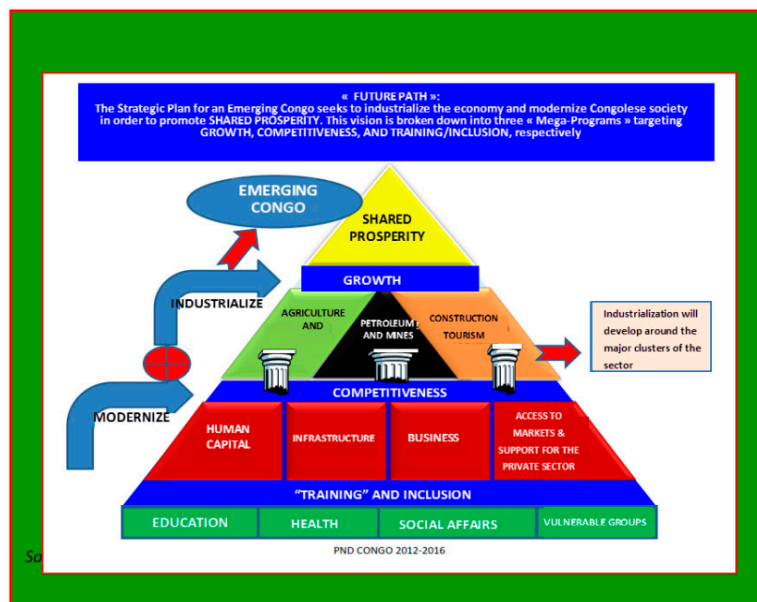 « FUTURE PATH »:
The Strategic Plan for an Emerging Congo seeks to industrialize the economy and modernize Congolese society
in order to promote SHARED PROSPERITY. This vision is broken down into three « Mega-Programs » targeting
GROWTH, COMPETITIVENESS, AND TRAINING/INCLUSION, respectively
EMERGING
CONGO
SHARED
PROSPERITY
GROWTH
INDUSTRIALIZE
AGRICULTURE
AND
PETROLEUM
AND MINES
CONSTRUCTION
TOURISM
Industrialization will
develop around the
major clusters of the
sector
COMPETITIVENESS
MODERNIZE
HUMAN
CAPITAL
INFRASTRUCTURE
BUSINESS
ACCESS TO
MARKETS &
SUPPORT FOR THE
PRIVATE SECTOR
"TRAINING" AND INCLUSION
EDUCATION
HEALTH
SOCIAL AFFAIRS
VULNERABLE GROUPS
So
PND CONGO 2012-2016